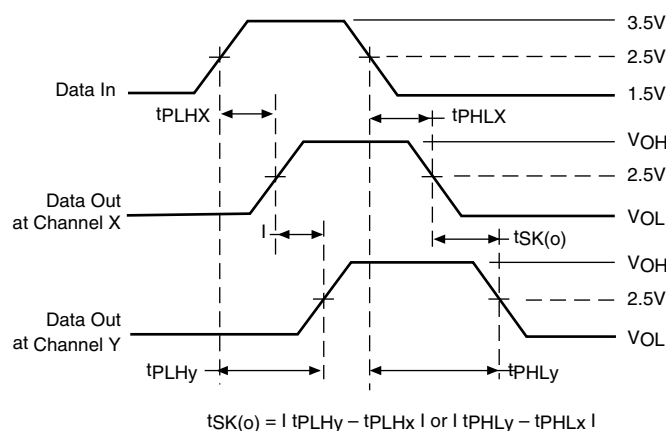 3.5V
2.5V
Data In
1.5V
tPLHX
tPHLX
VOH
2.5V
Data Out
at Channel X
VOL
I
tSK(o)
VOH
2.5V
Data Out
at Channel Y
VOL
tPLHy
tPHLy
tSK(o) = I tPLHy – tPLHx I or I tPHLy – tPHLx I